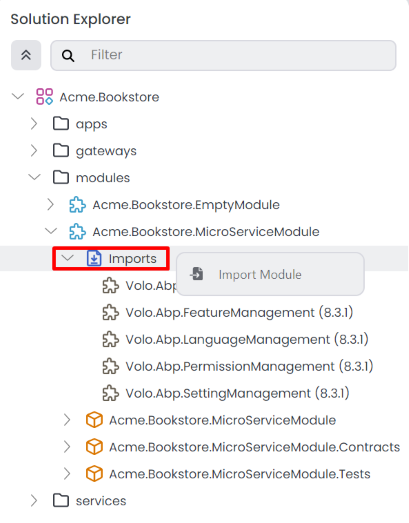 Solution Explorer
Filter
Acme.Bookstore
apps
gateways
modules
Acme.Bookstore.EmptyModule
Acme.Bookstore.MicroServiceModule
Imports
Import Module
Volo.Abp
Volo.Abp.FeatureManagement (8.3.1)
Volo.Abp.LanguageManagement (8.3.1)
Volo.Abp.PermissionManagement (8.3.1)
Volo.Abp.SettingManagement (8.3.1)
Acme.Bookstore.MicroServiceModule
Acme.Bookstore.MicroServiceModule.Contracts
Acme.Bookstore.MicroServiceModule.Tests
services